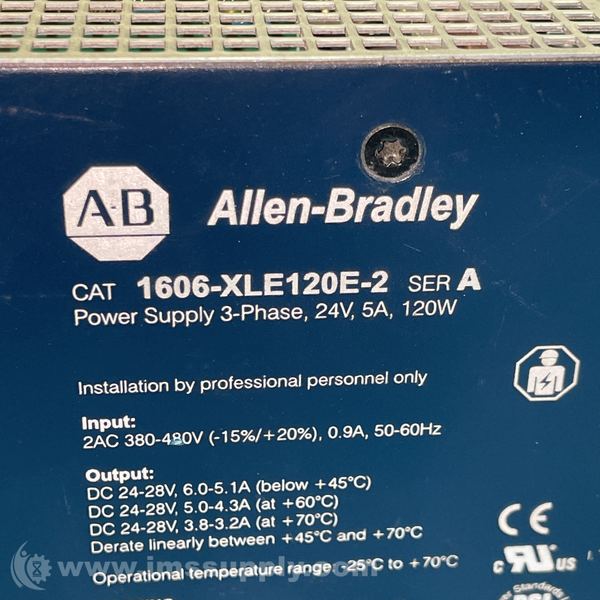 A-B Allen-Bradley
CAT 1606-XLE120E-2 SER A
Power Supply 3-Phase, 24V, 5A, 120W
Installation by professional personnel only
Input:
2AC 380-480V (-15%/+20%), 0.9A, 50-60Hz
Output:
DC 24-28V, 6.0-5.1A (below +45°C)
DC 24-28V, 5.0-4.3A (at +60°C)
DC 24-28V, 3.8-3.2A (at +70°C)
Derate linearly between +45°C and +70°C
Operational temperature range: -25°C to +70°C
CE
c RU us
www.imssupply.com